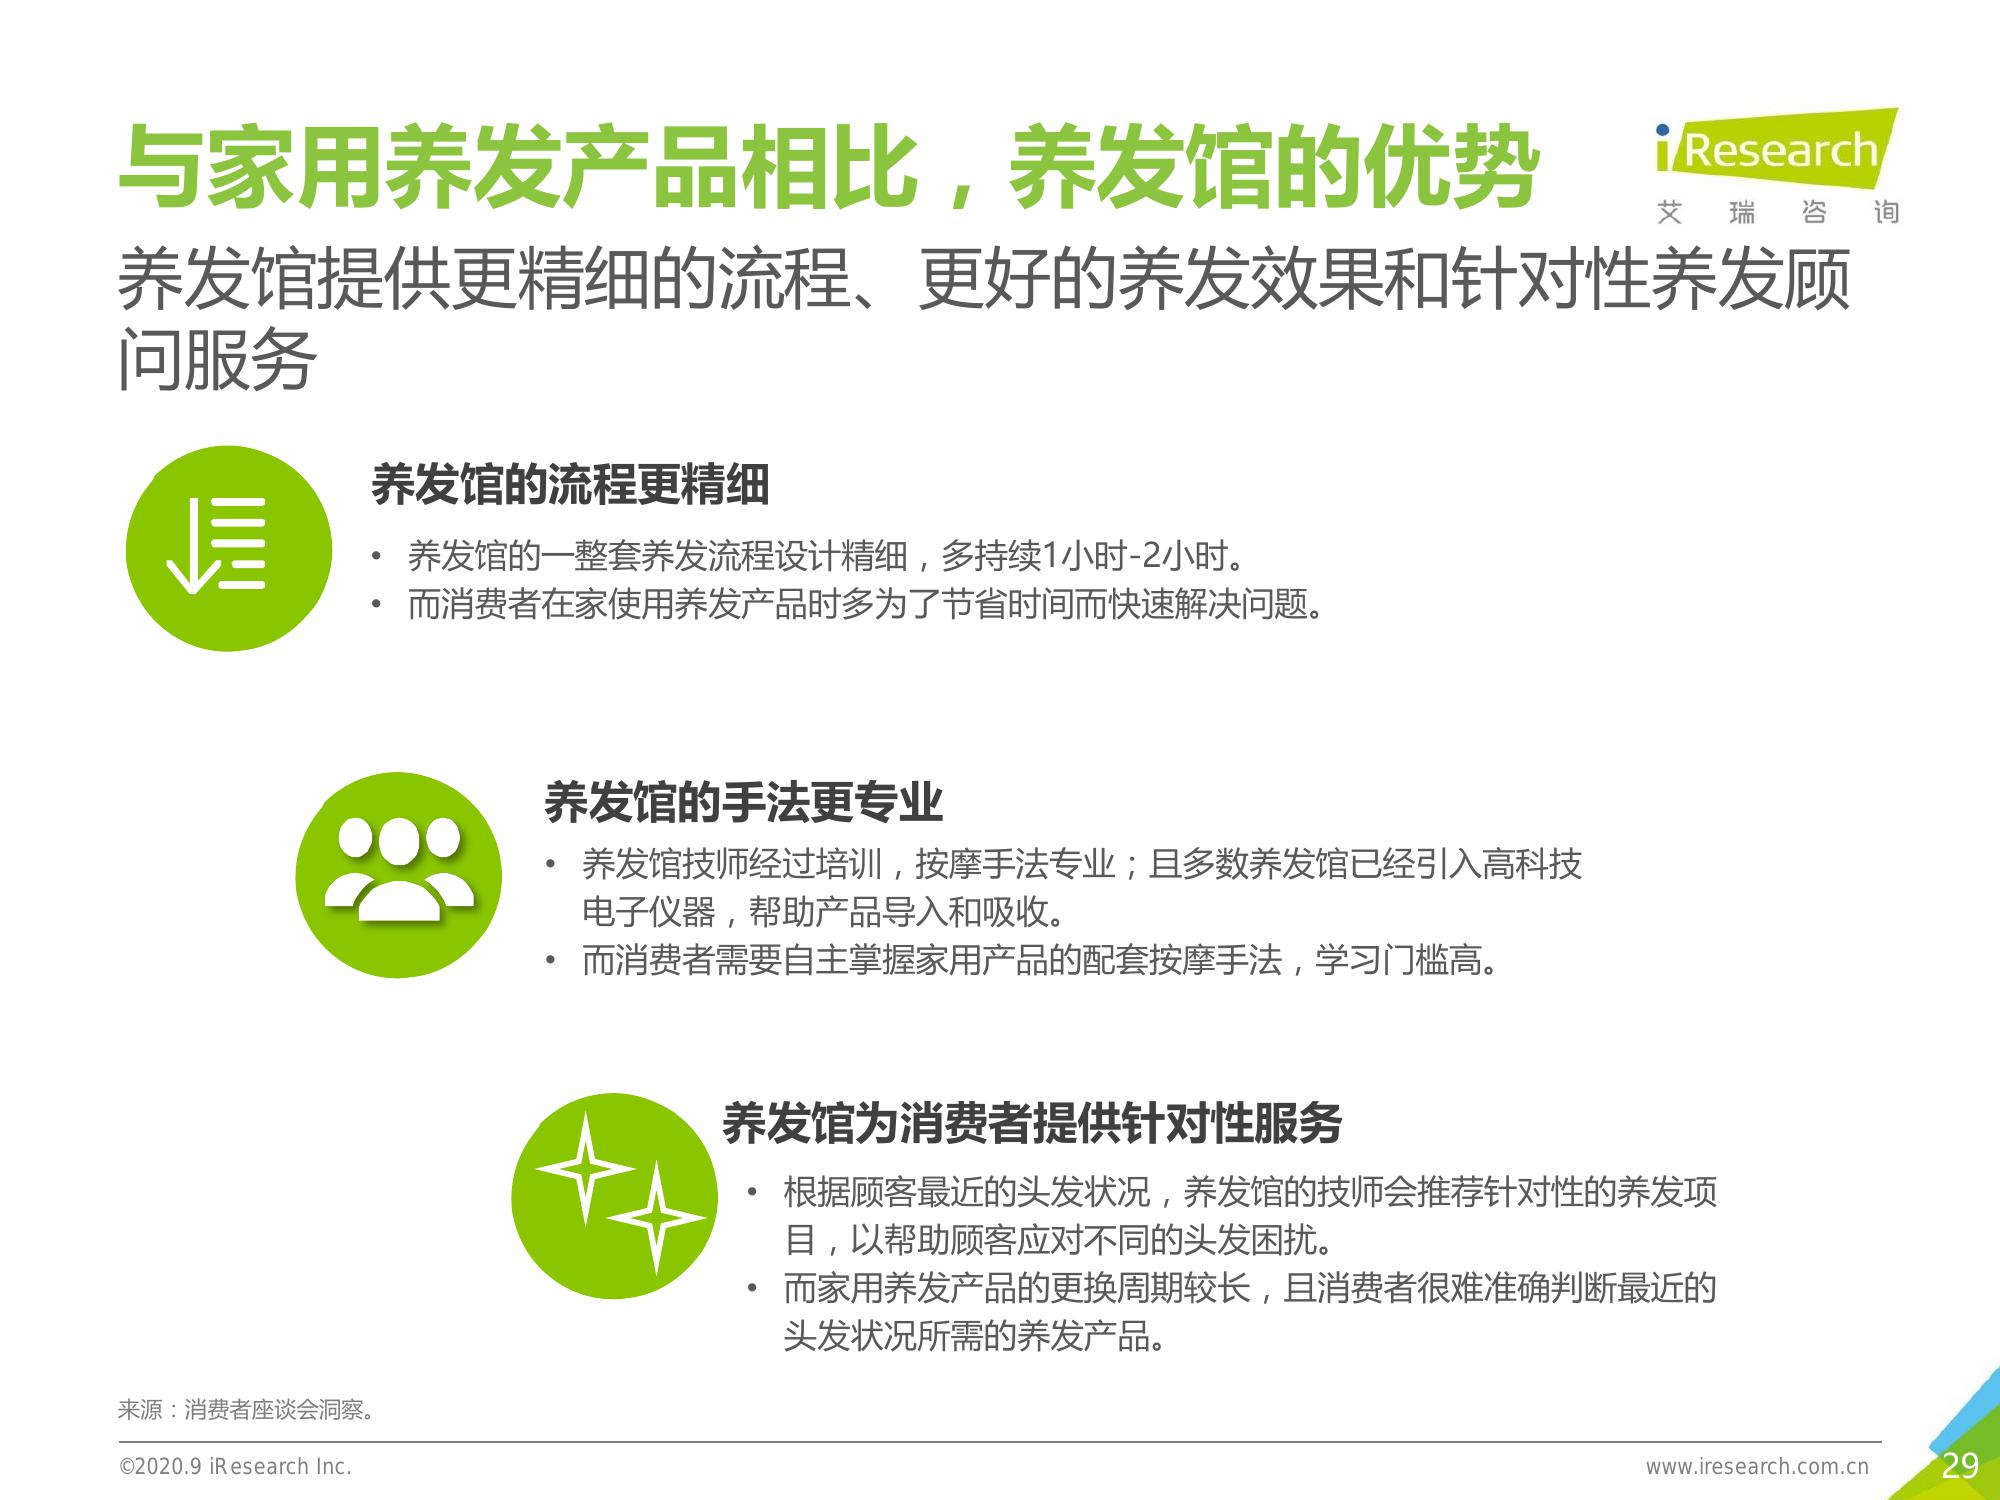 与家用养发产品相比，养发馆的优势
iResearch
艾瑞咨询
养发馆提供更精细的流程、更好的养发效果和针对性养发顾
问服务
养发馆的流程更精细
• 养发馆的一整套养发流程设计精细，多持续1小时-2小时。
• 而消费者在家使用养发产品时多为了节省时间而快速解决问题。
养发馆的手法更专业
• 养发馆技师经过培训，按摩手法专业；且多数养发馆已经引入高科技
电子仪器，帮助产品导入和吸收。
• 而消费者需要自主掌握家用产品的配套按摩手法，学习门槛高。
养发馆为消费者提供针对性服务
• 根据顾客最近的头发状况，养发馆的技师会推荐针对性的养发项
目，以帮助顾客应对不同的头发困扰。
• 而家用养发产品的更换周期较长，且消费者很难准确判断最近的
头发状况所需的养发产品。
来源：消费者座谈会洞察。
©2020.9 iResearch Inc.
www.iresearch.com.cn
29